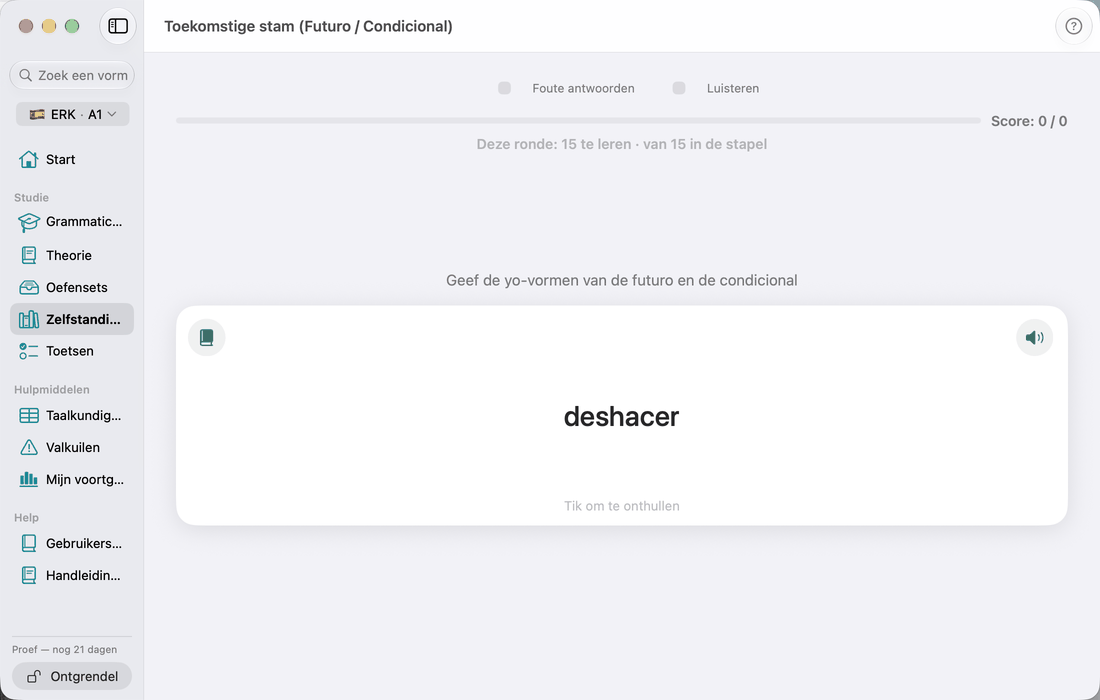 Toekomstige stam (Futuro / Condicional)
Zoek een vorm
ERK · A1
Start
Studie
Grammatic...
Theorie
Oefensets
Zelfstandi...
Toetsen
Hulpmiddelen
Taalkundig...
Valkuilen
Mijn voortg...
Help
Gebruikers...
Handleidin...
Proef — nog 21 dagen
Ontgrendel
Foute antwoorden
Luisteren
Score: 0 / 0
Deze ronde: 15 te leren · van 15 in de stapel
Geef de yo-vormen van de futuro en de condicional
deshacer
Tik om te onthullen